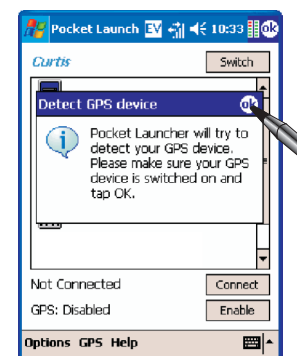 Pocket Launch EV 10:33 ok
Curtis Switch
Detect GPS device ok
Pocket Launcher will try to
detect your GPS device.
Please make sure your GPS
device is switched on and
tap OK.
Not Connected Connect
GPS: Disabled Enable
Options GPS Help